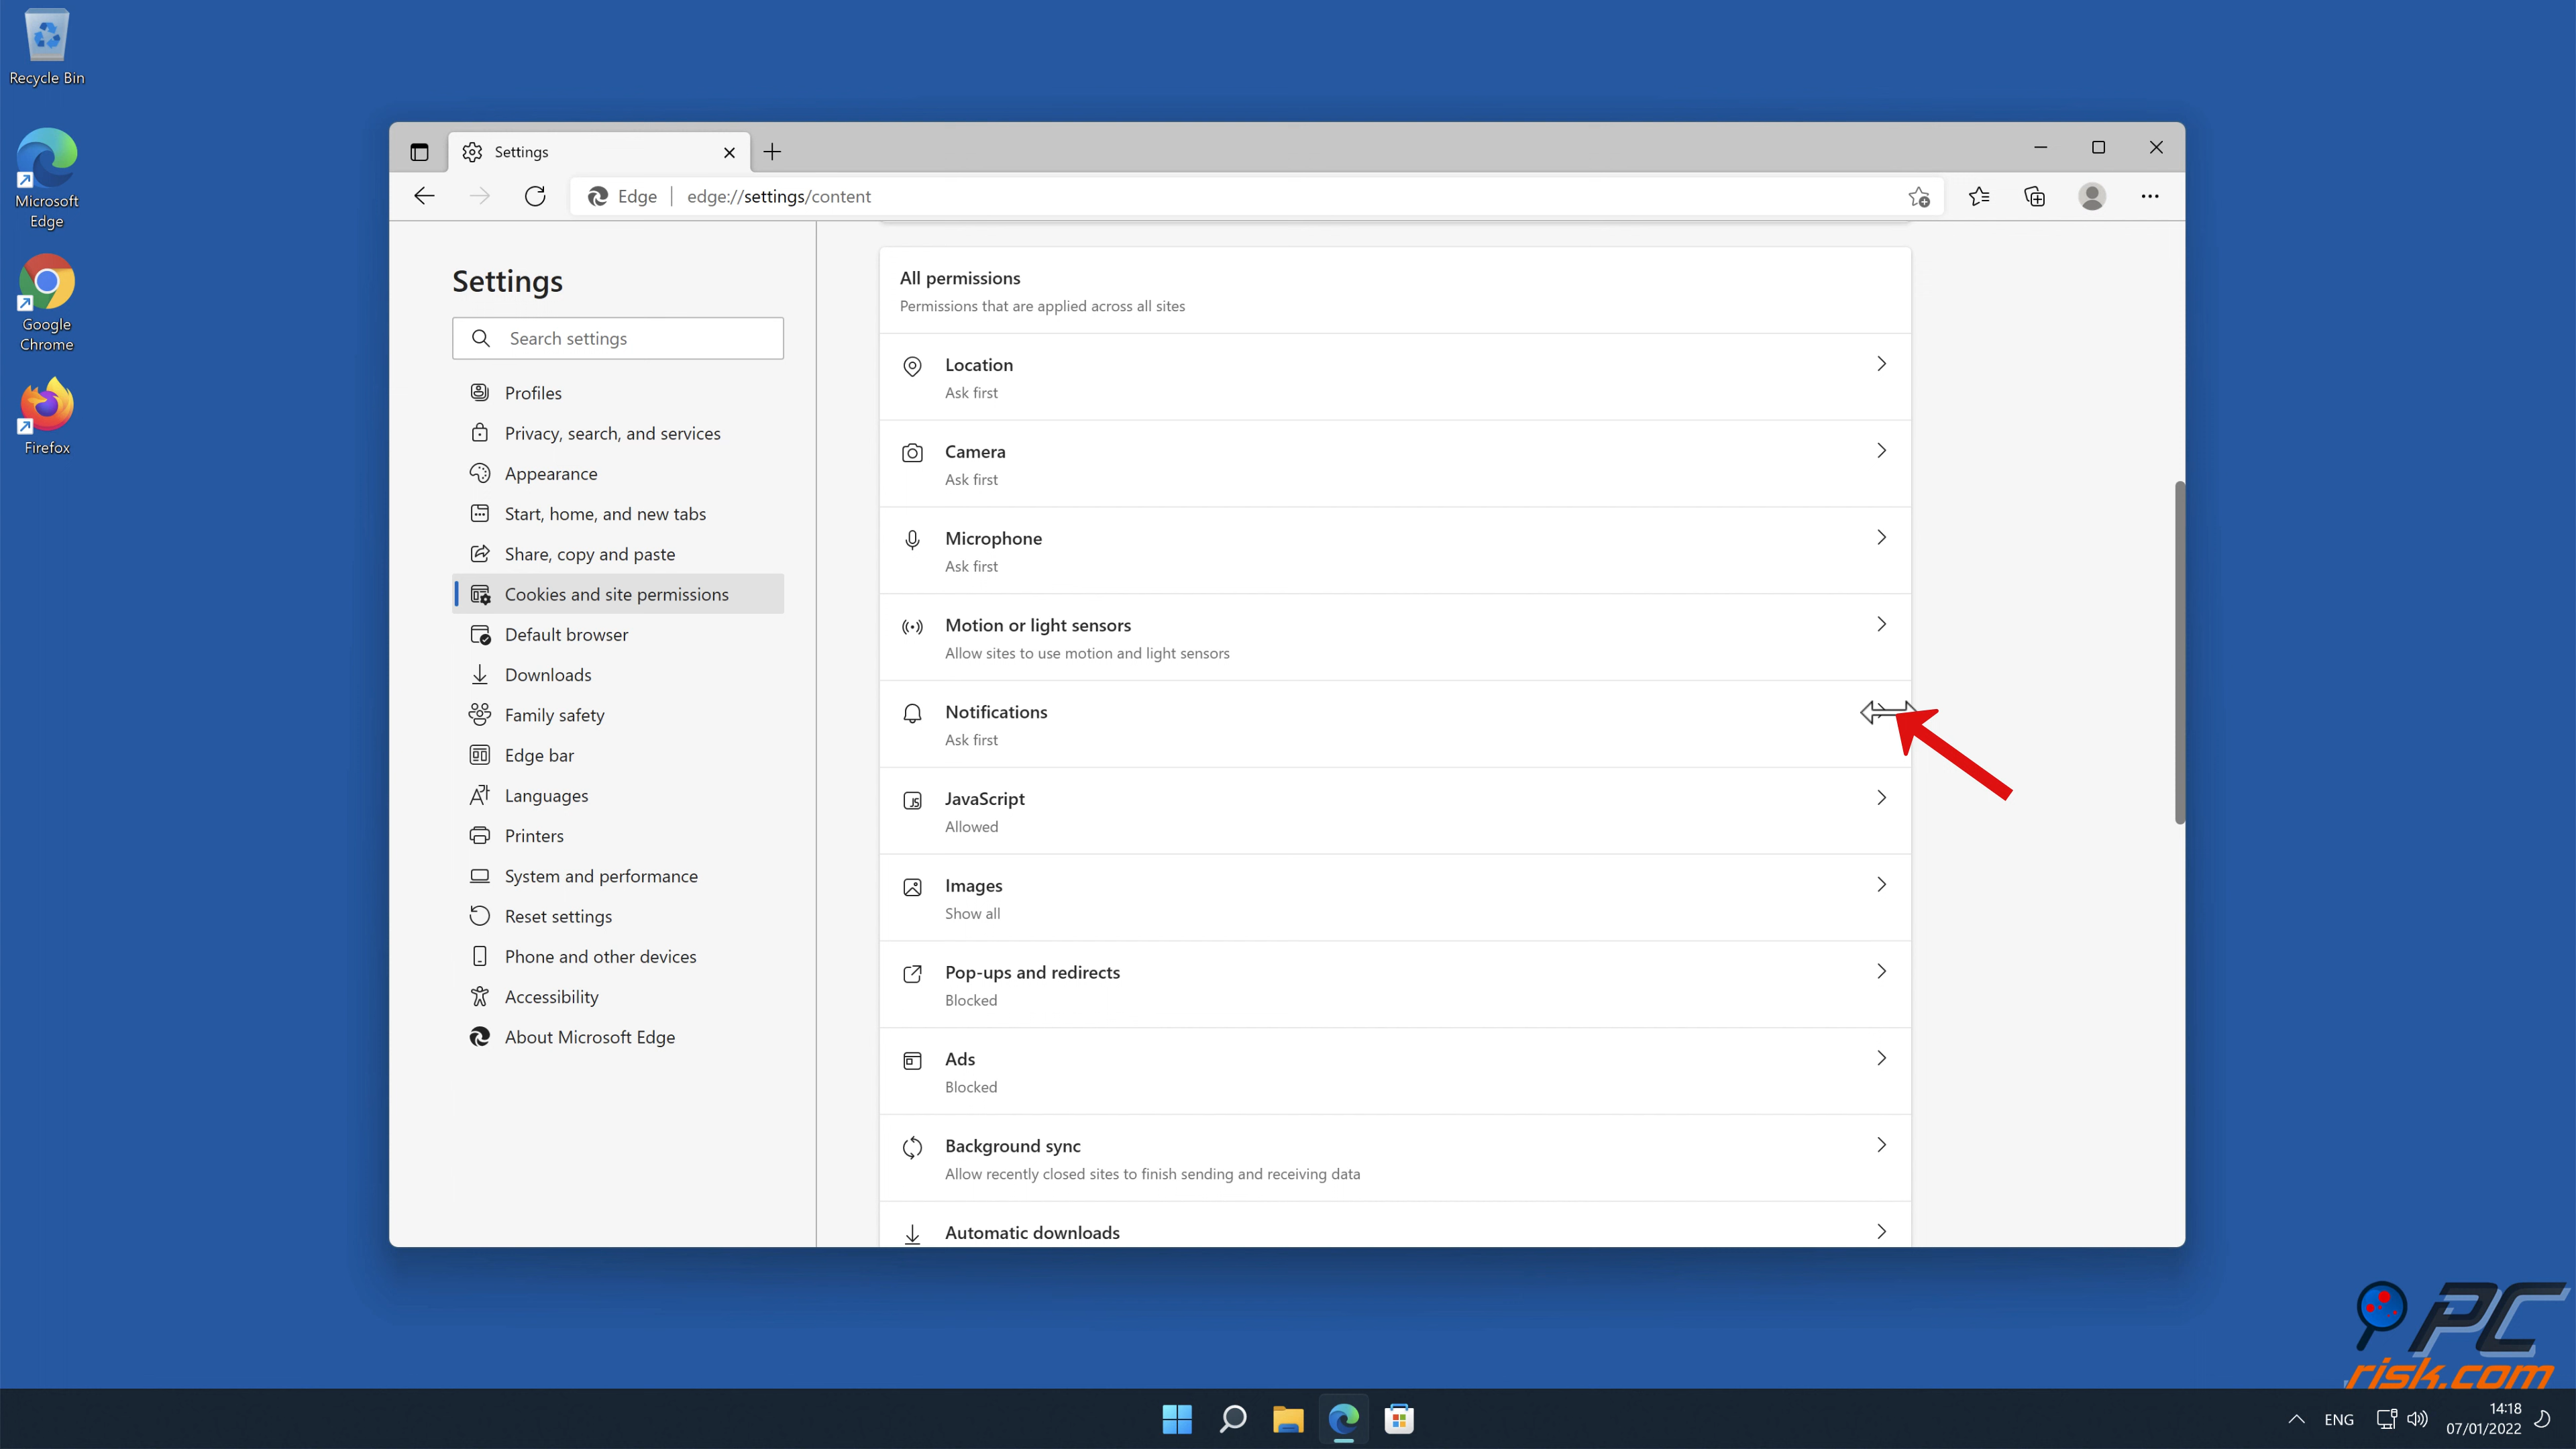 Recycle Bin
Microsoft
Edge
Google
Chrome
Firefox
Settings
Edge
edge://settings/content
Settings
Search settings
Profiles
Privacy, search, and services
Appearance
Start, home, and new tabs
Share, copy and paste
Cookies and site permissions
Default browser
Downloads
Family safety
Edge bar
Languages
Printers
System and performance
Reset settings
Phone and other devices
Accessibility
About Microsoft Edge
All permissions
Permissions that are applied across all sites
Location
Ask first
Camera
Ask first
Microphone
Ask first
Motion or light sensors
Allow sites to use motion and light sensors
Notifications
Ask first
JavaScript
Allowed
Images
Show all
Pop-ups and redirects
Blocked
Ads
Blocked
Background sync
Allow recently closed sites to finish sending and receiving data
Automatic downloads
PC
risk.com
ENG
14:18
07/01/2022